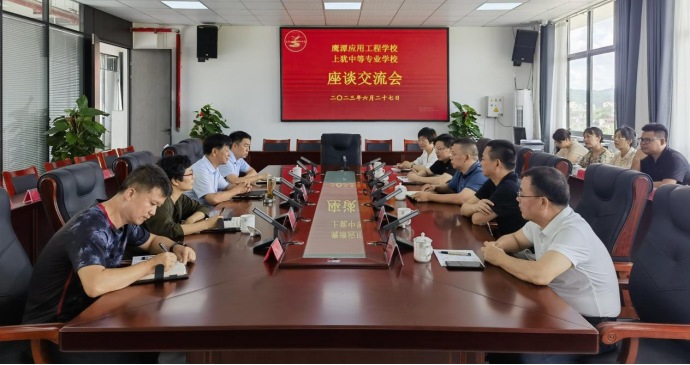 鹰潭应用工程学校
上犹中等专业学校
座谈交流会
二〇二三年六月二十七日